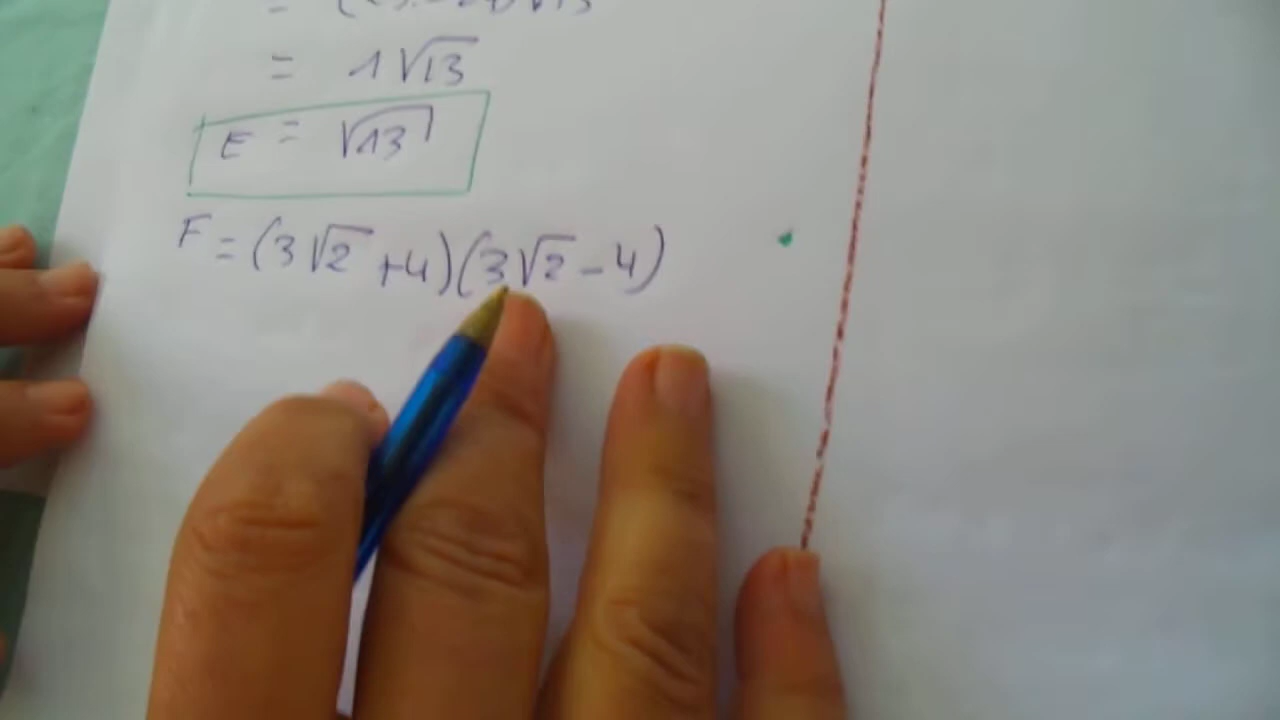 = 1√13
E = √13
F = (3√2 + 4)(3√2 - 4)